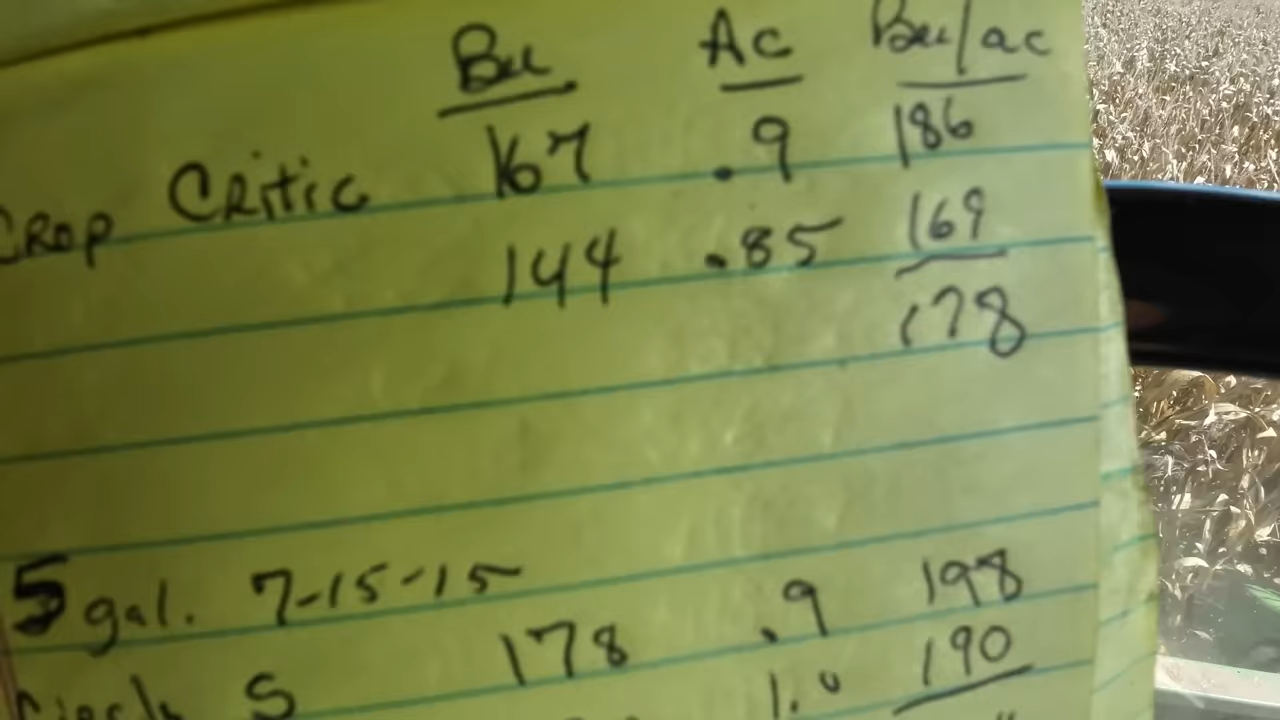 Bu Ac Bu/ac
Crop Critic 167 .9 186
144 .85 169
178
5 gal. 7-15-15
178 .9 198
S 1.0 190